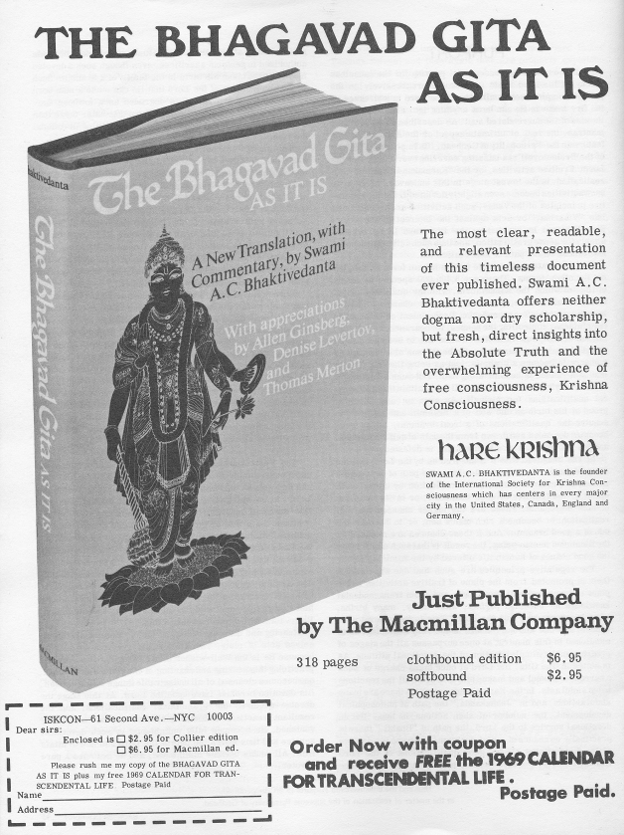 THE BHAGAVAD GITA
AS IT IS
haktivedanta
The Bhagavad Gita AS IT IS
MACMILLAN
The Bhagavad Gita
AS IT IS
A New Translation, with
Commentary, by Swami
A.C. Bhaktivedanta
With appreciations
by Allen Ginsberg,
Denise Levertov,
and
Thomas Merton
The most clear, readable,
and relevant presentation
of this timeless document
ever published. Swami A.C.
Bhaktivedanta offers neither
dogma nor dry scholarship,
but fresh, direct insights into
the Absolute Truth and the
overwhelming experience of
free consciousness, Krishna
Consciousness.
hare krishna
SWAMI A.C. BHAKTIVEDANTA is the founder
of the International Society for Krishna Con-
sciousness which has centers in every major
city in the United States, Canada, England and
Germany.
Just Published
by The Macmillan Company
318 pages clothbound edition $6.95
softbound $2.95
Postage Paid
ISKCON—61 Second Ave.—NYC 10003
Dear sirs:
Enclosed is □ $2.95 for Collier edition
□ $6.95 for Macmillan ed.
Please rush me my copy of the BHAGAVAD GITA
AS IT IS plus my free 1969 CALENDAR FOR TRAN-
SCENDENTAL LIFE Postage Paid
Name
Address
Order Now with coupon
and receive FREE the 1969 CALENDAR
FOR TRANSCENDENTAL LIFE.
Postage Paid.